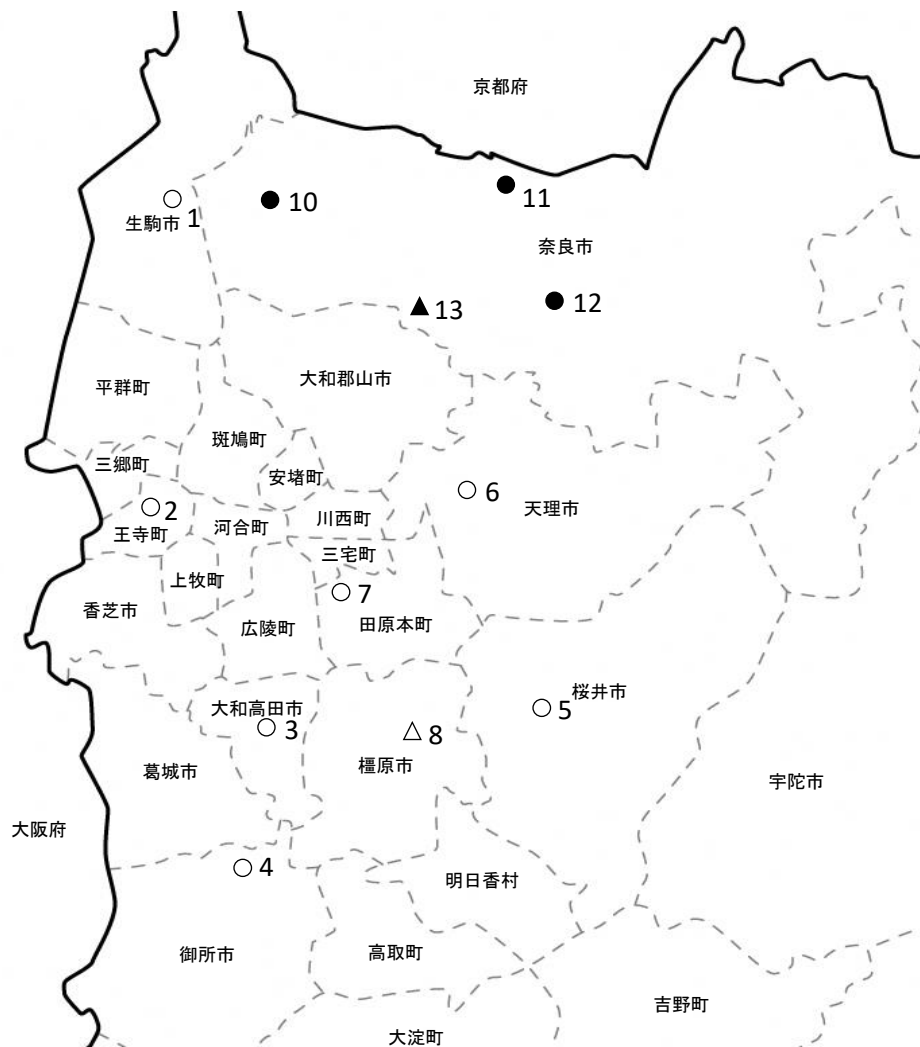 京都府
10
11
1
生駒市
奈良市
13
12
平群町
大和郡山市
斑鳩町
三郷町
安堵町
6
2
天理市
王寺町
河合町
川西町
三宅町
上牧町
7
香芝市
広陵町
田原本町
桜井市
大和高田市
5
3
8
葛城市
橿原市
宇陀市
大阪府
4
明日香村
御所市
高取町
吉野町
大淀町